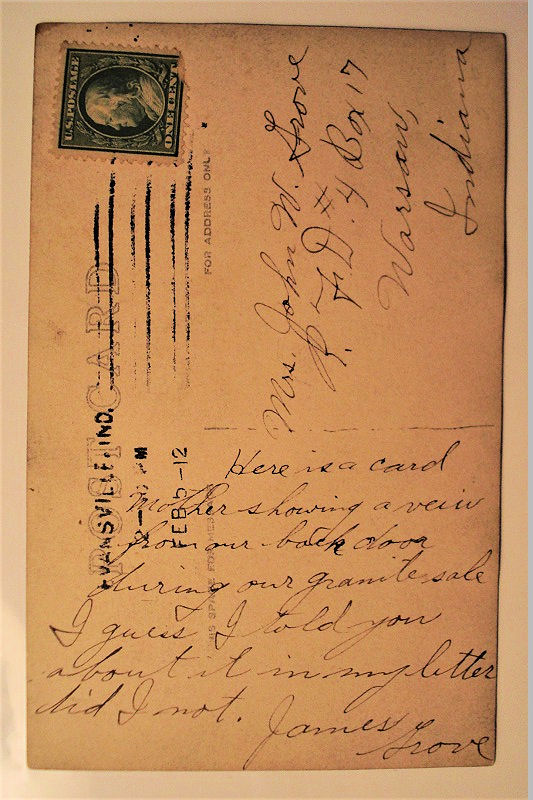 U.S. POSTAGE
ONE CENT
POST CARD
EVANSVILLE, IND.
FEB 5-12
FOR ADDRESS ONLY
Mrs. John W. Grove
R. F. D. #4 Box 17
Warsaw,
Indiana
Here is a card
Mother showing a veiw
from our back door
during our granite sale
I guess I told you
about it in my letter
did I not.
James
Grove